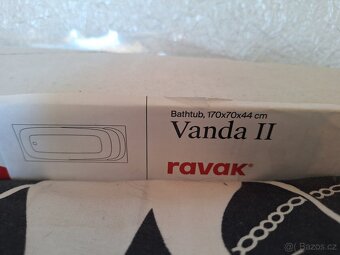 Bathtub, 170x70x44 cm
Vanda II
ravak®
Bazos.cz